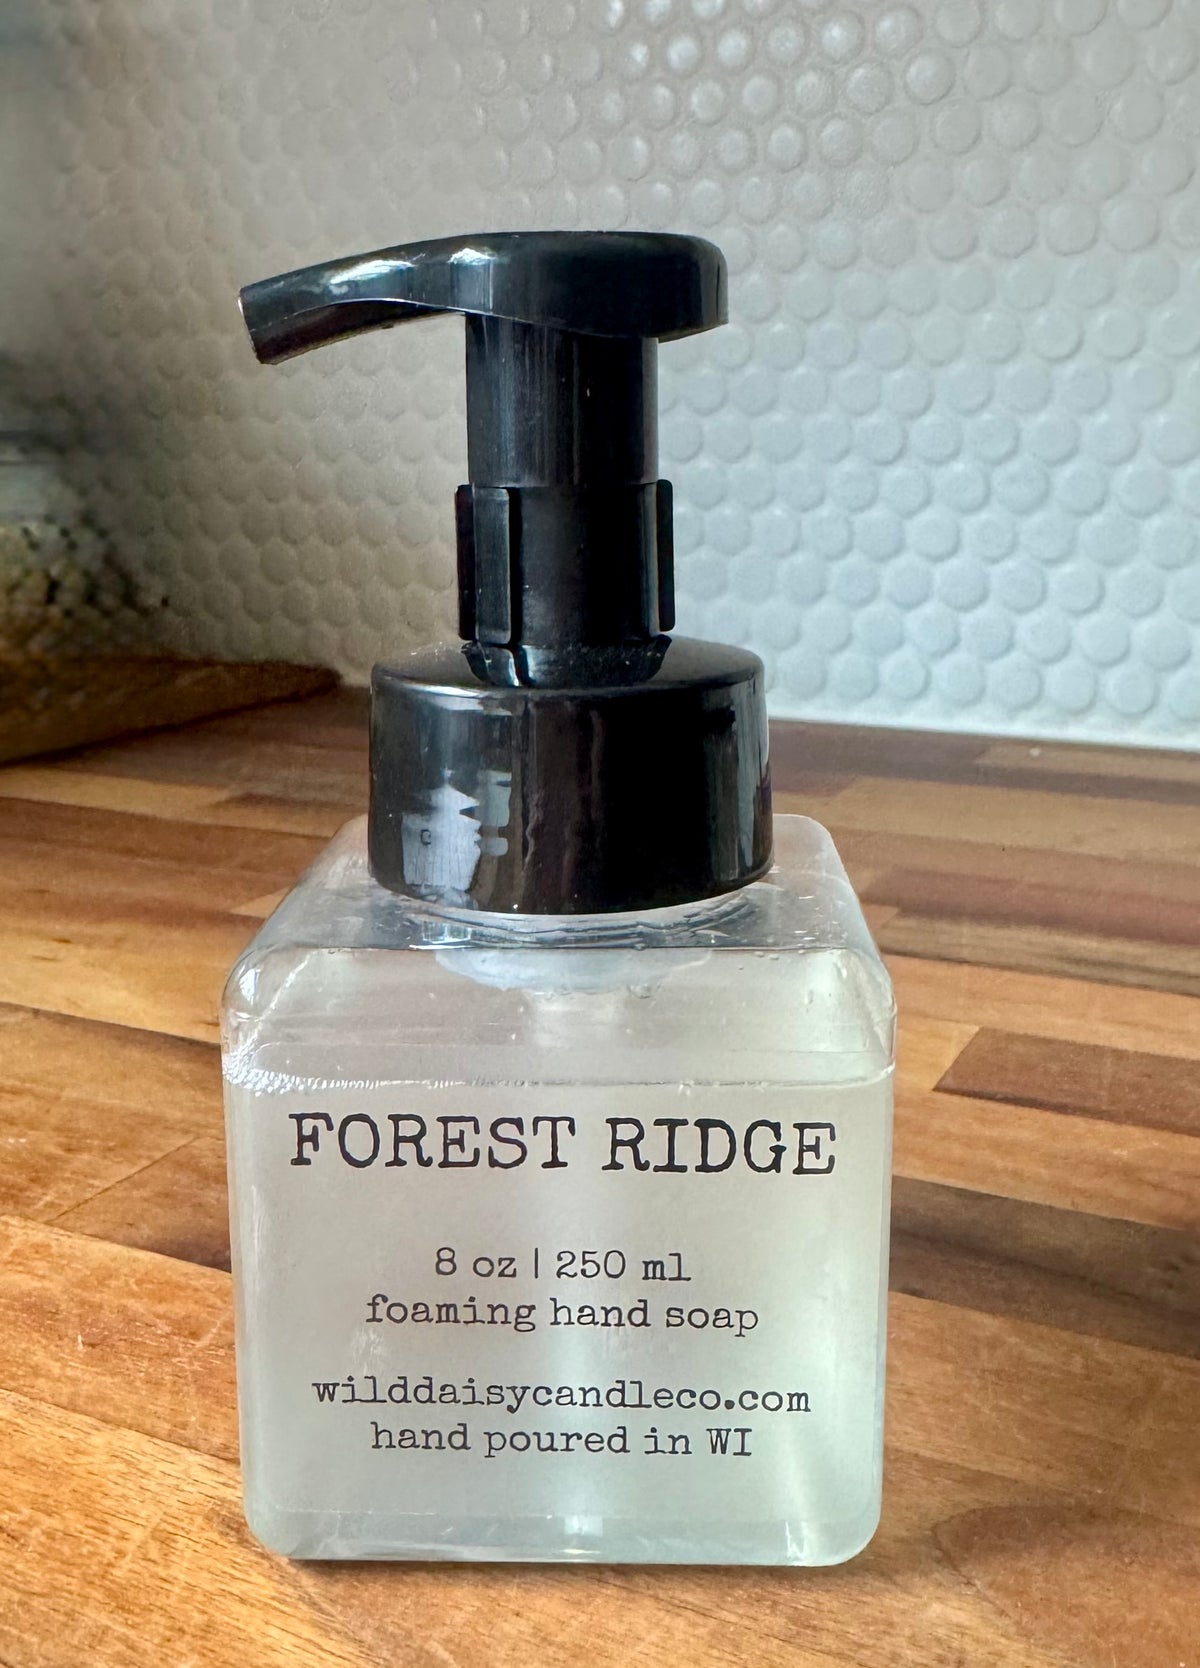 FOREST RIDGE
8 oz | 250 ml
foaming hand soap
wilddaisycandleco.com
hand poured in WI